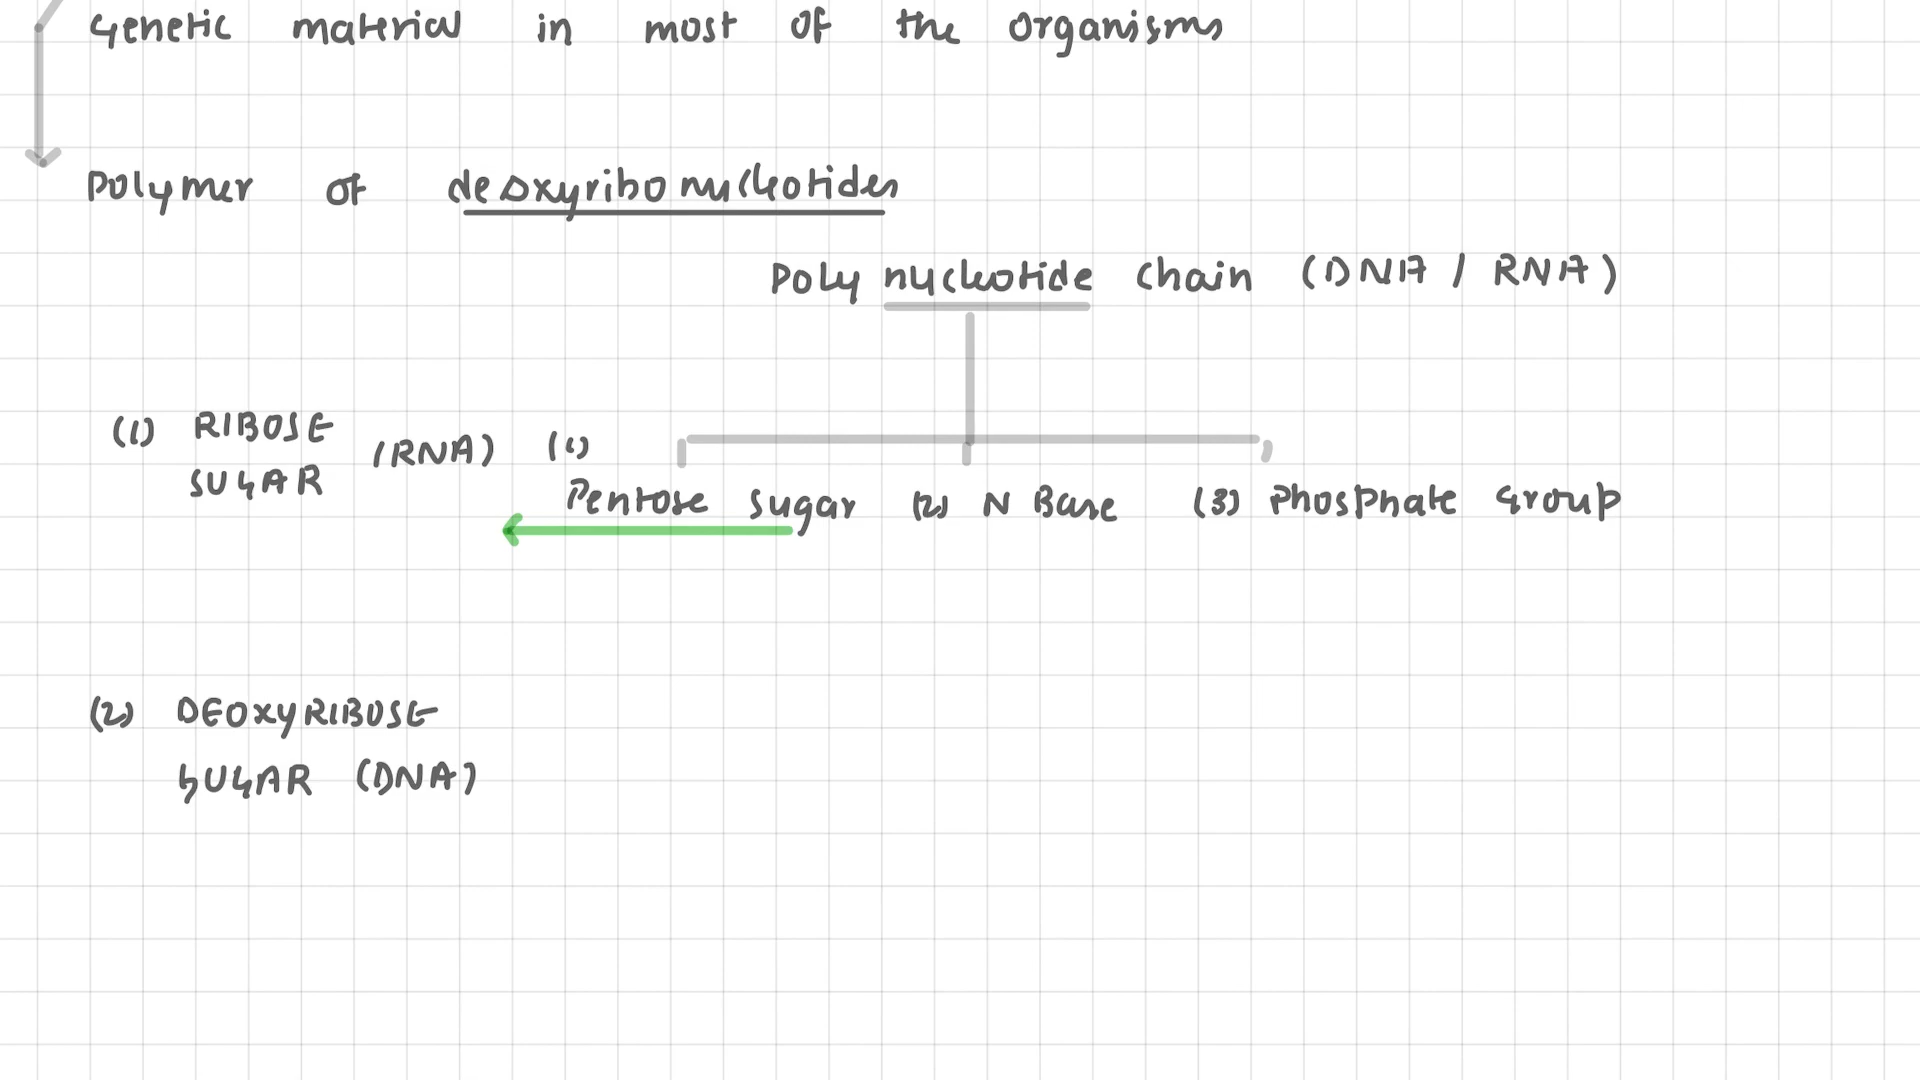 Genetic material in most of the organisms
Polymer of deoxyribonucleotides
Poly nucleotide chain (DNA / RNA)
(1) RIBOSE SUGAR (RNA)
(1) Pentose sugar (2) N Base (3) Phosphate Group
(2) DEOXYRIBOSE
SUGAR (DNA)